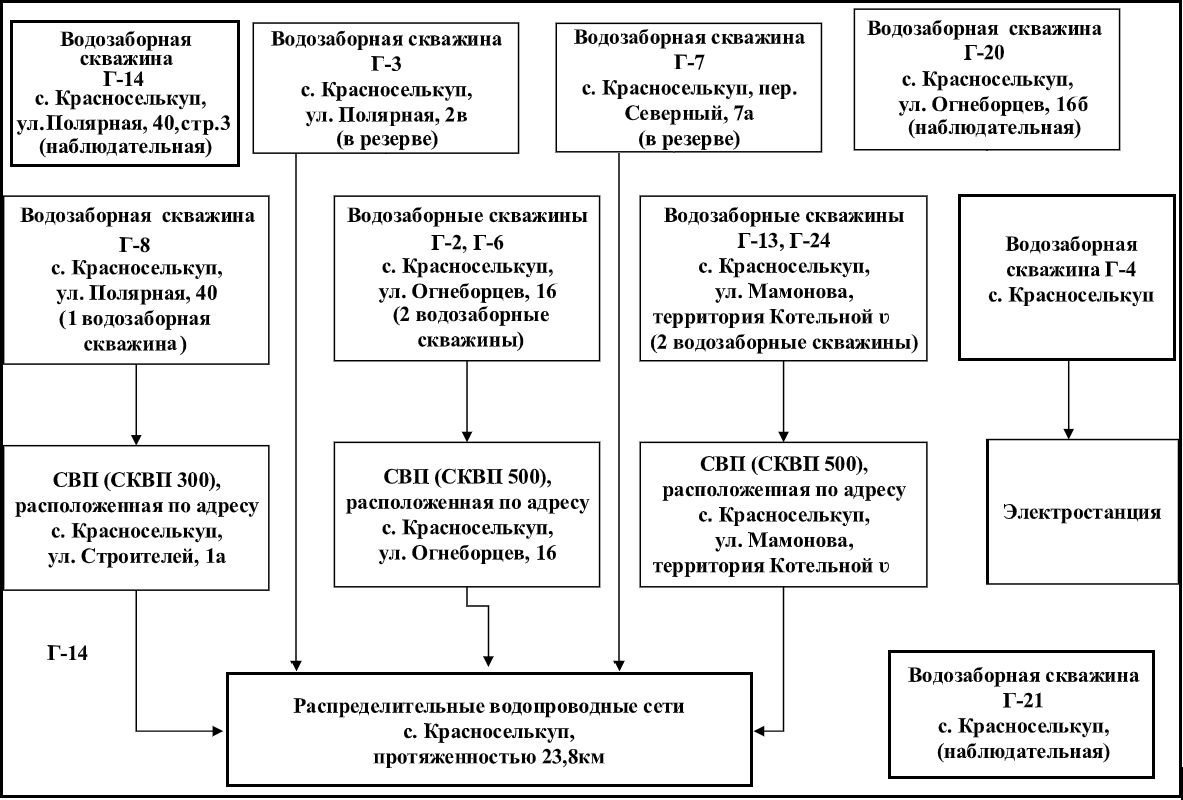 Водозаборная
скважина
Г-14
с. Красноселькуп,
ул.Полярная, 40,стр.3
(наблюдательная)
Водозаборная скважина
Г-3
с. Красноселькуп,
ул. Полярная, 2в
(в резерве)
Водозаборная скважина
Г-7
с. Красноселькуп, пер.
Северный, 7а
(в резерве)
Водозаборная скважина
Г-20
с. Красноселькуп,
ул. Огнеборцев, 16б
(наблюдательная)
Водозаборная скважина
Г-8
с. Красноселькуп,
ул. Полярная, 40
(1 водозаборная
скважина)
Водозаборные скважины
Г-2, Г-6
с. Красноселькуп,
ул. Огнеборцев, 16
(2 водозаборные
скважины)
Водозаборные скважины
Г-13, Г-24
с. Красноселькуп,
ул. Мамонова,
территория Котельной υ
(2 водозаборные скважины)
Водозаборная
скважина Г-4
с. Красноселькуп
СВП (СКВП 300),
расположенная по адресу
с. Красноселькуп,
ул. Строителей, 1а
СВП (СКВП 500),
расположенная по адресу
с. Красноселькуп,
ул. Огнеборцев, 16
СВП (СКВП 500),
расположенная по адресу
с. Красноселькуп,
ул. Мамонова,
территория Котельной υ
Электростанция
Г-14
Распределительные водопроводные сети
с. Красноселькуп,
протяженностью 23,8км
Водозаборная скважина
Г-21
с. Красноселькуп,
(наблюдательная)